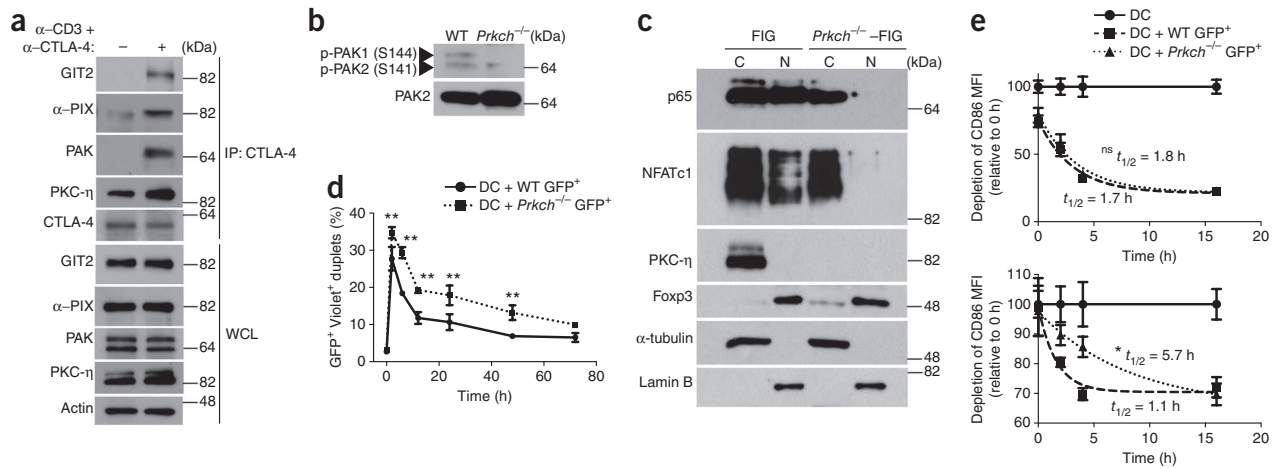 a
α–CD3 +
α–CTLA-4: – + (kDa)
GIT2 82
α–PIX 82
PAK 64
PKC-η 82
CTLA-4 64
IP: CTLA-4
GIT2 82
α–PIX 82
PAK 64
PKC-η 82
Actin 48
WCL
b
WT Prkch–/– (kDa)
p-PAK1 (S144)
p-PAK2 (S141) 64
PAK2 64
d
DC + WT GFP+
DC + Prkch–/– GFP+
GFP+ Violet+ duplets (%)
40
30
20
10
0
** ** ** ** **
0 20 40 60 80
Time (h)
c
FIG Prkch–/– –FIG
C N C N (kDa)
p65 64
NFATc1 82
PKC-η 82
Foxp3 48
α-tubulin 48
Lamin B 82
e
DC
DC + WT GFP+
DC + Prkch–/– GFP+
Depletion of CD86 MFI
(relative to 0 h)
100
50
0
ns t1/2 = 1.8 h
t1/2 = 1.7 h
0 5 10 15 20
Time (h)
Depletion of CD86 MFI
(relative to 0 h)
110
100
90
80
70
60
* t1/2 = 5.7 h
t1/2 = 1.1 h
0 5 10 15 20
Time (h)